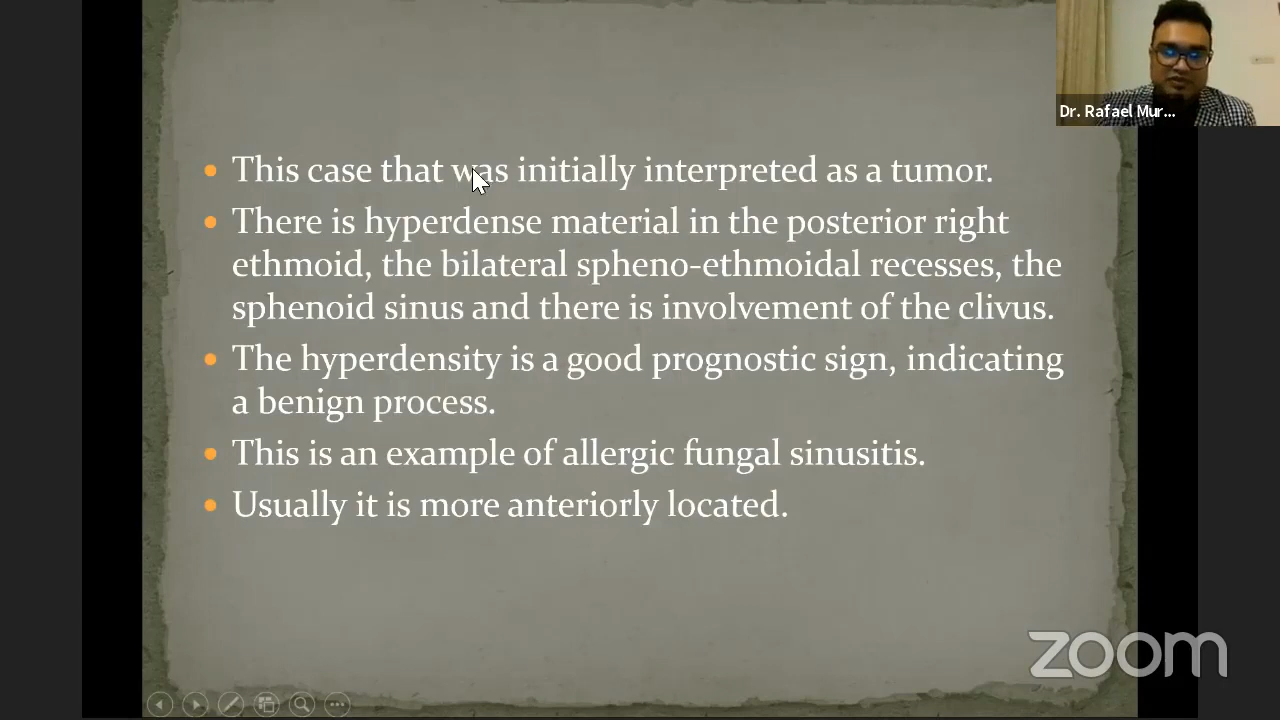 Dr. Rafael Mur...
• This case that was initially interpreted as a tumor.
• There is hyperdense material in the posterior right
ethmoid, the bilateral spheno-ethmoidal recesses, the
sphenoid sinus and there is involvement of the clivus.
• The hyperdensity is a good prognostic sign, indicating
a benign process.
• This is an example of allergic fungal sinusitis.
• Usually it is more anteriorly located.
zoom